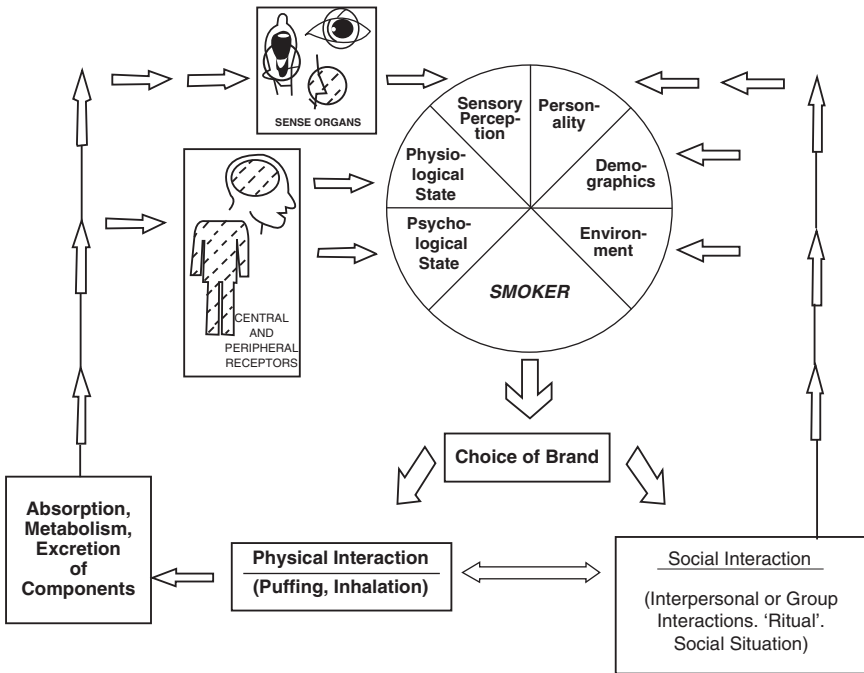 SENSE ORGANS
Sensory
Percep-
tion
Person-
ality
Physio-
logical
State
Demo-
graphics
Psycho-
logical
State
Environ-
ment
SMOKER
CENTRAL
AND
PERIPHERAL
RECEPTORS
Choice of Brand
Absorption,
Metabolism,
Excretion
of
Components
Physical Interaction
(Puffing, Inhalation)
Social Interaction
(Interpersonal or Group
Interactions. ‘Ritual’.
Social Situation)